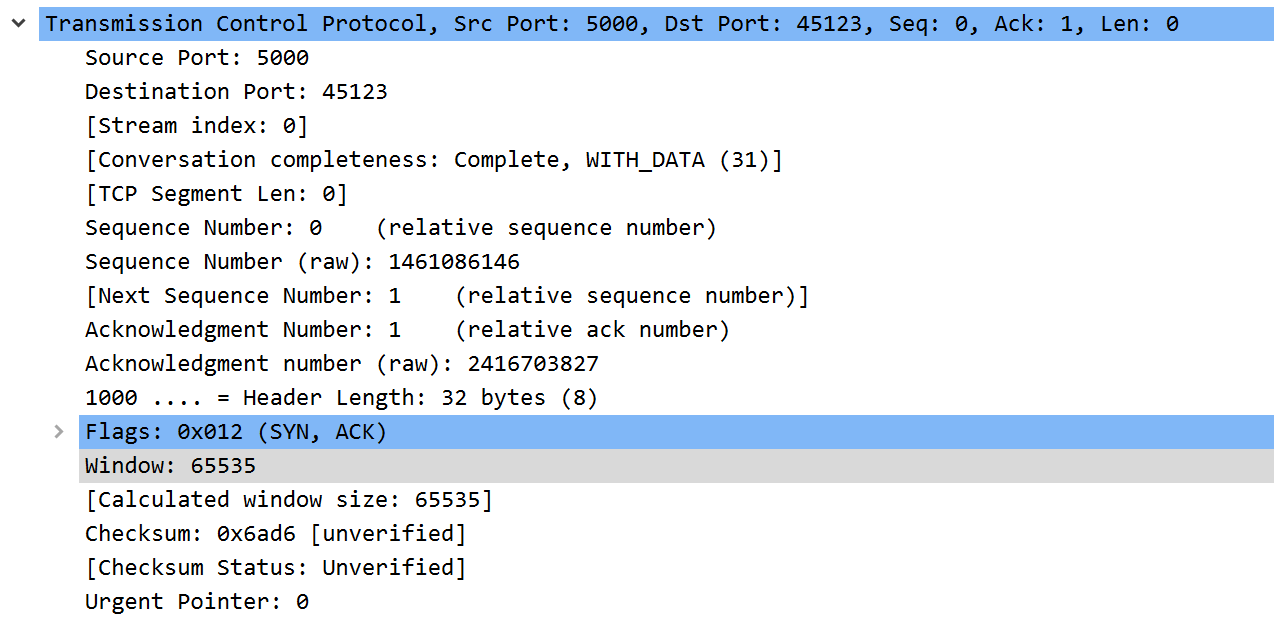 Transmission Control Protocol, Src Port: 5000, Dst Port: 45123, Seq: 0, Ack: 1, Len: 0
Source Port: 5000
Destination Port: 45123
[Stream index: 0]
[Conversation completeness: Complete, WITH_DATA (31)]
[TCP Segment Len: 0]
Sequence Number: 0    (relative sequence number)
Sequence Number (raw): 1461086146
[Next Sequence Number: 1    (relative sequence number)]
Acknowledgment Number: 1    (relative ack number)
Acknowledgment number (raw): 2416703827
1000 .... = Header Length: 32 bytes (8)
Flags: 0x012 (SYN, ACK)
Window: 65535
[Calculated window size: 65535]
Checksum: 0x6ad6 [unverified]
[Checksum Status: Unverified]
Urgent Pointer: 0